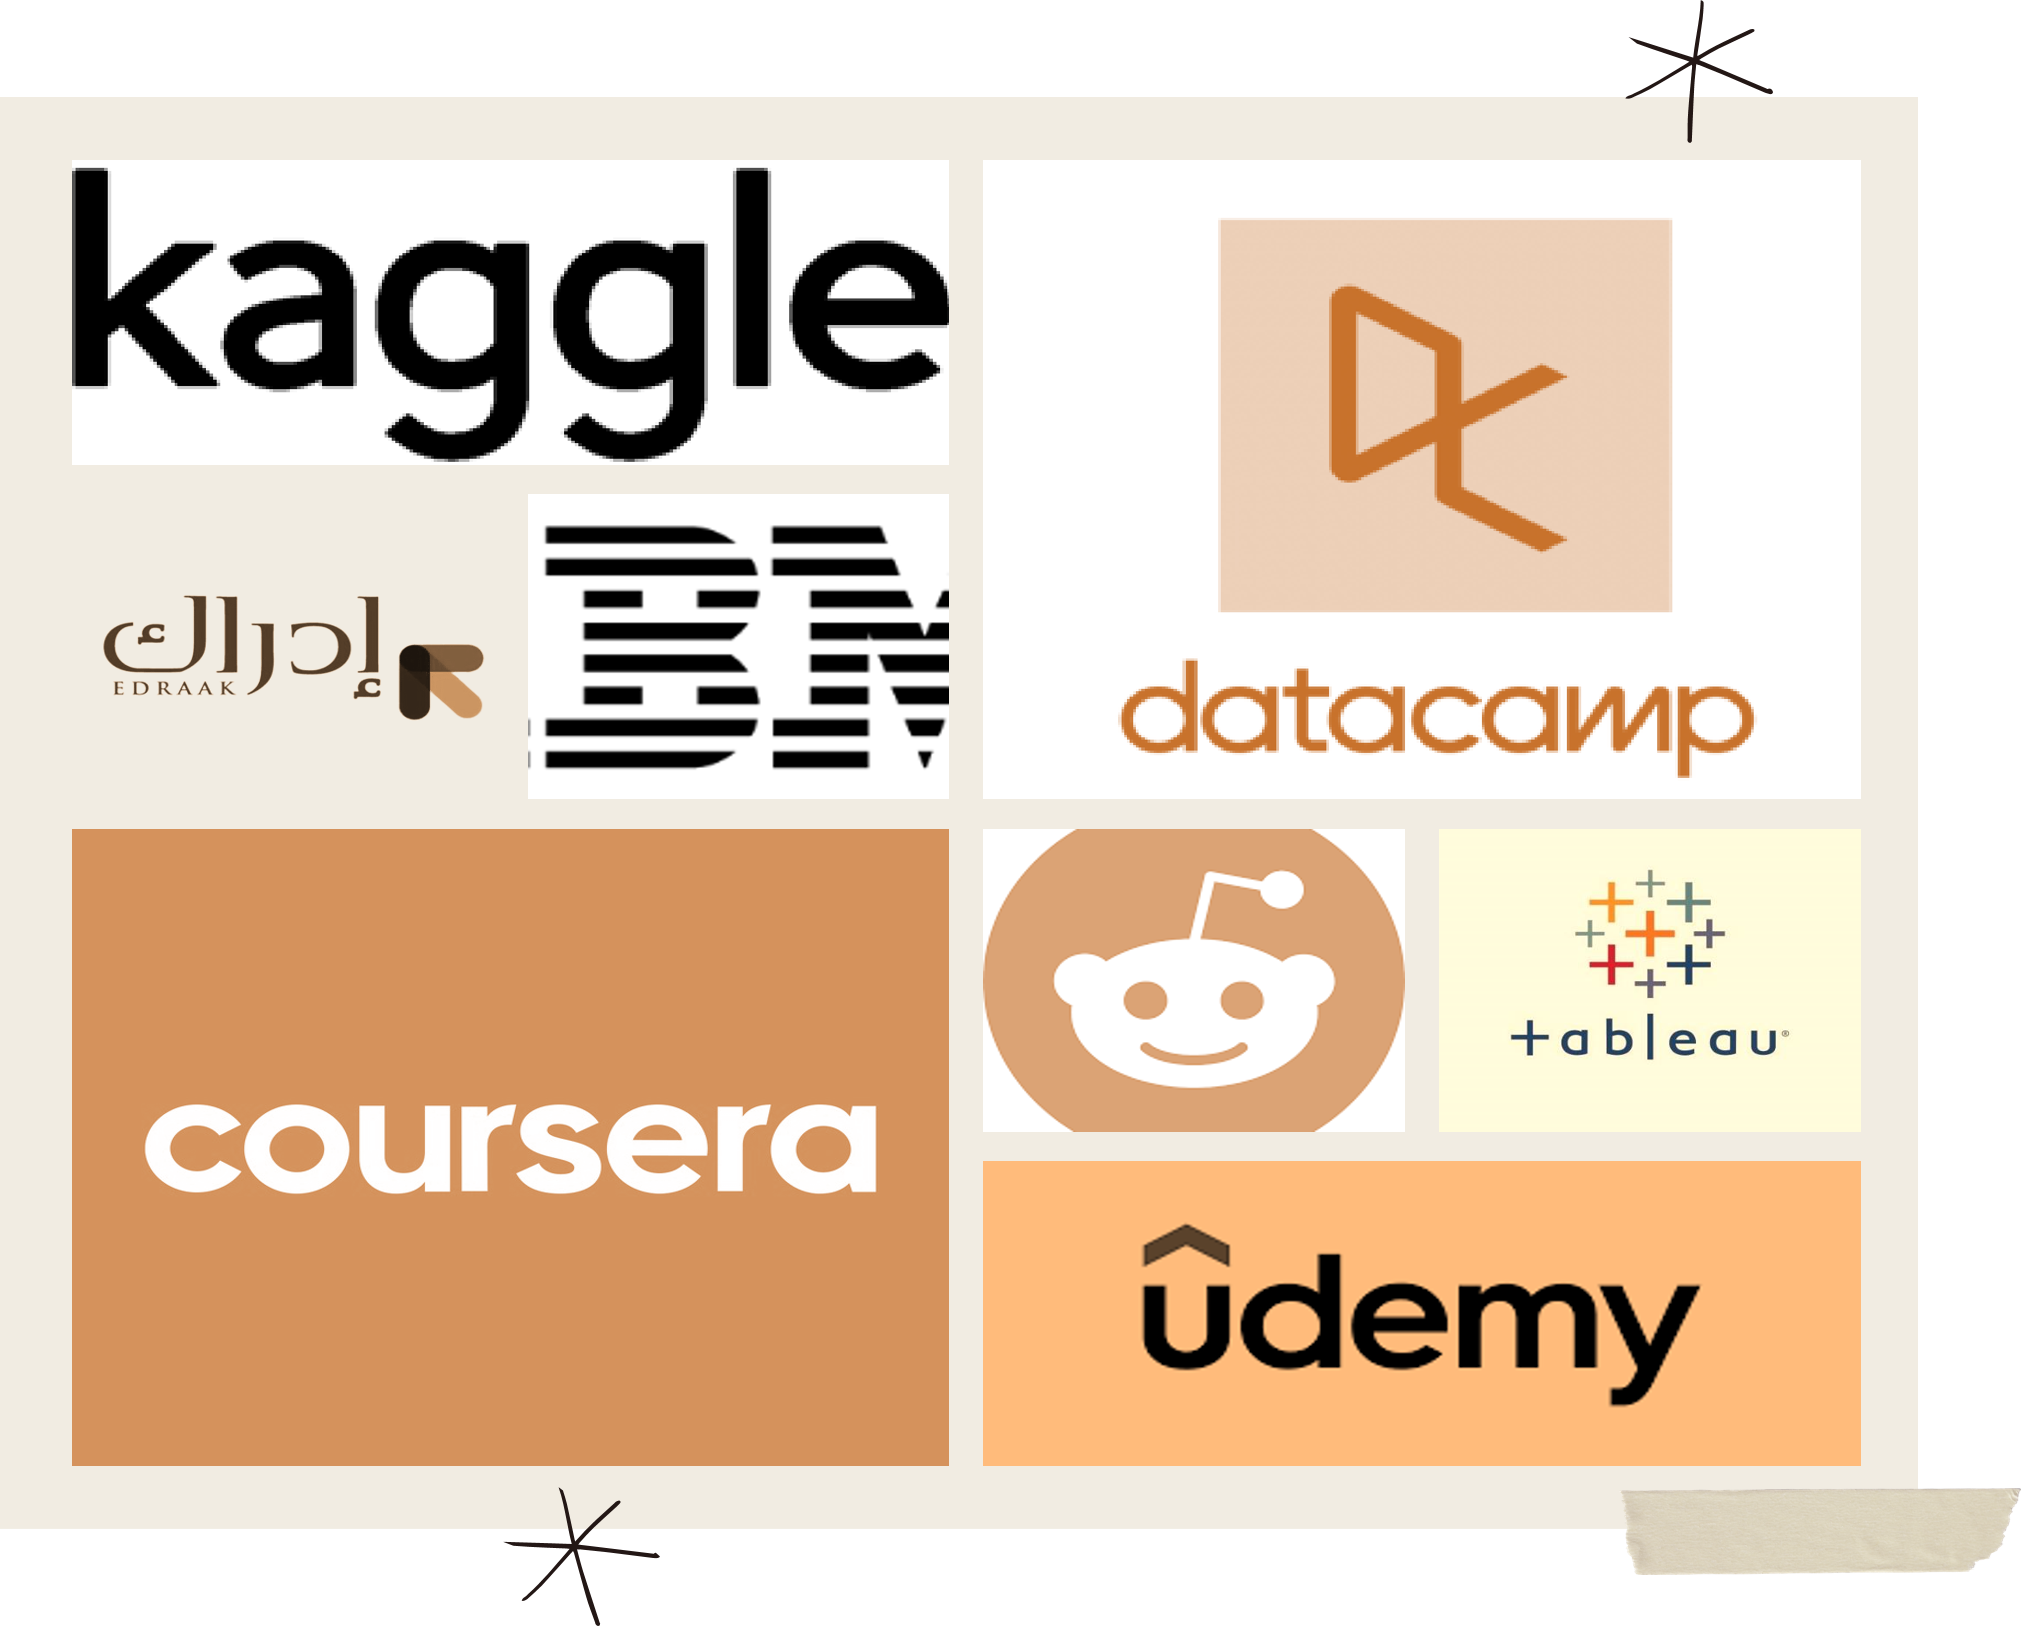 kaggle
datacamp
إدراك
EDRAAK
BM
coursera
tableau®
udemy